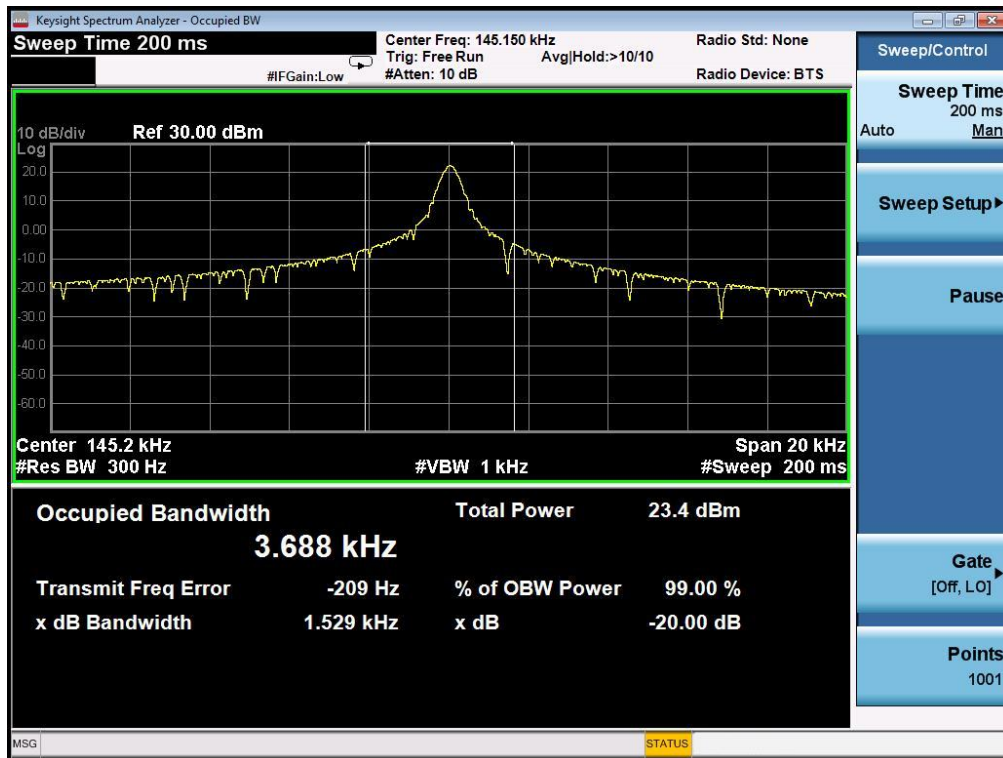 Keysight Spectrum Analyzer - Occupied BW
Sweep Time 200 ms
Center Freq: 145.150 kHz
Radio Std: None
Trig: Free Run
Avg|Hold:>10/10
#IFGain:Low
#Atten: 10 dB
Radio Device: BTS
10 dB/div
Ref 30.00 dBm
Log
20.0
10.0
0.00
-10.0
-20.0
-30.0
-40.0
-50.0
-60.0
Center 145.2 kHz
Span 20 kHz
#Res BW 300 Hz
#VBW 1 kHz
#Sweep 200 ms
Occupied Bandwidth
Total Power
23.4 dBm
3.688 kHz
Transmit Freq Error
-209 Hz
% of OBW Power
99.00 %
x dB Bandwidth
1.529 kHz
x dB
-20.00 dB
MSG
STATUS
Sweep/Control
Sweep Time
200 ms
Auto
Man
Sweep Setup
Pause
Gate
[Off, LO]
Points
1001